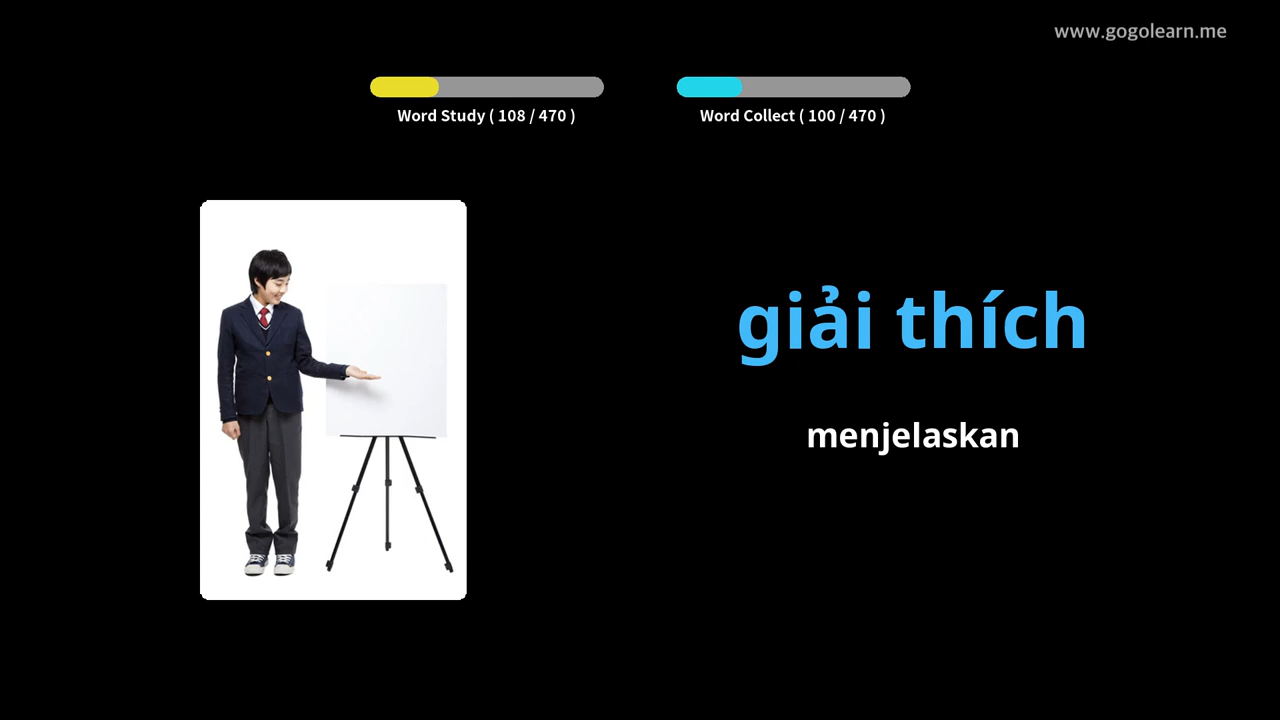 www.gogolearn.me
Word Study ( 108 / 470 )
Word Collect ( 100 / 470 )
giải thích
menjelaskan